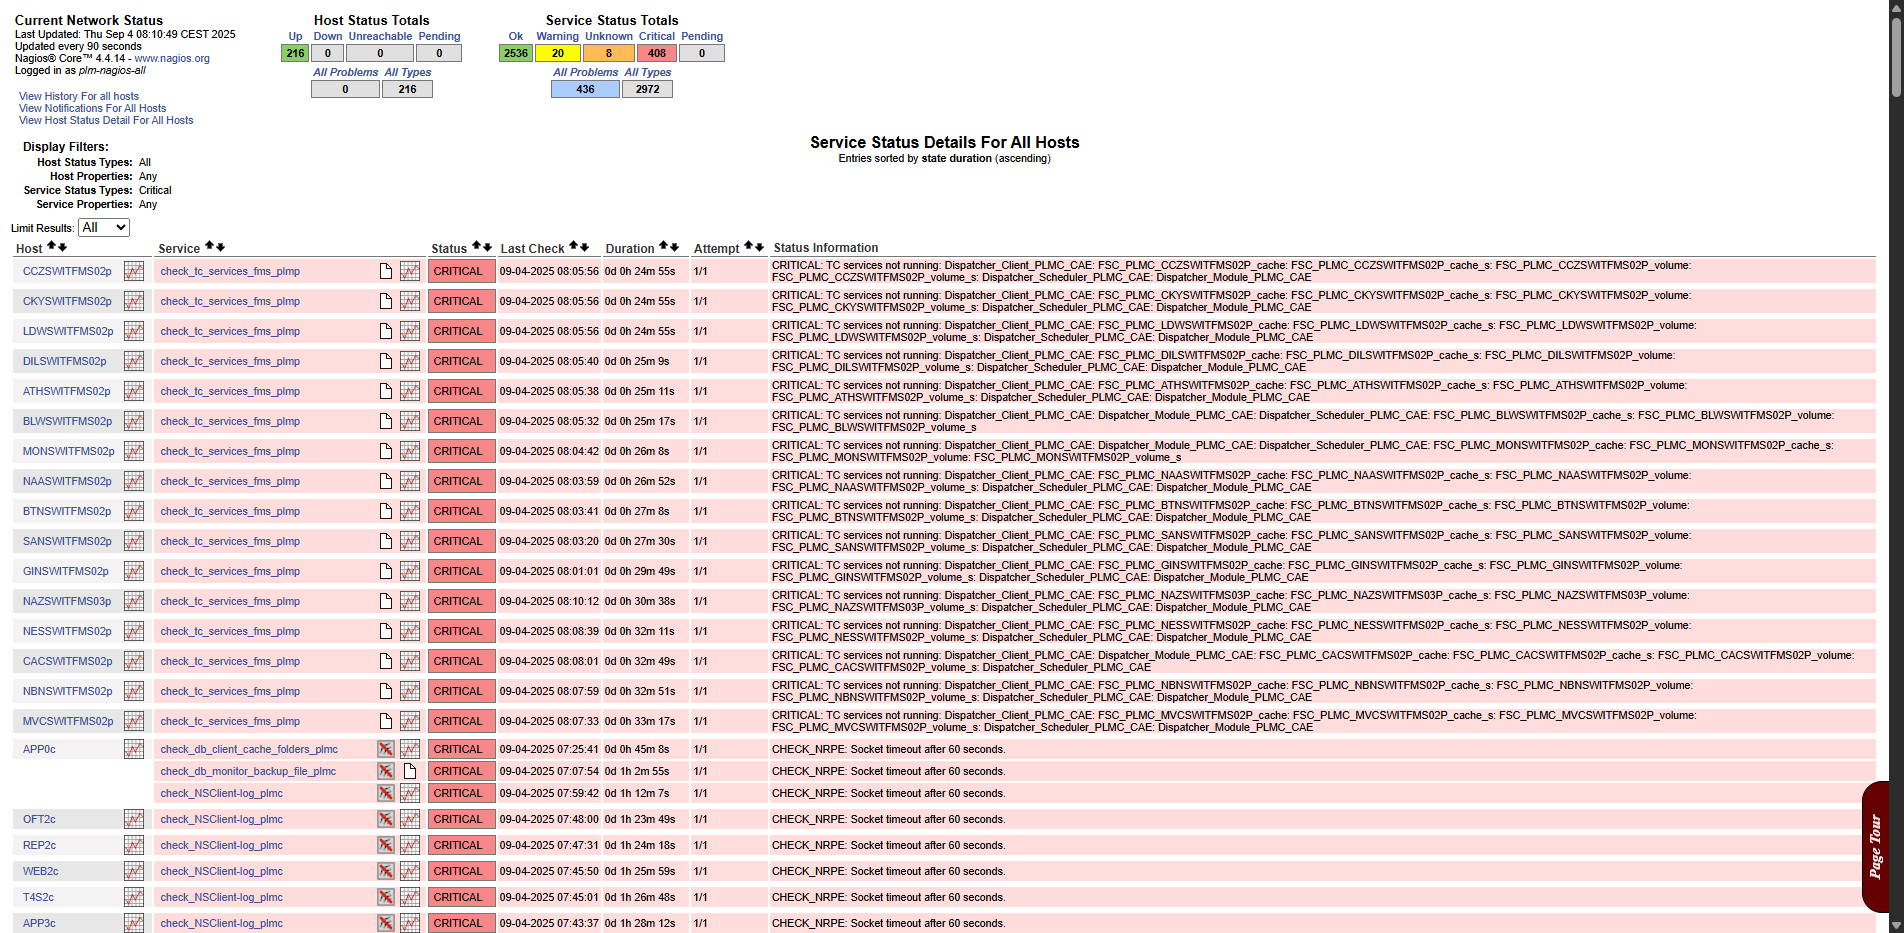 Current Network Status
Last Updated: Thu Sep 4 08:10:49 CEST 2025
Updated every 90 seconds
Nagios® Core™ 4.4.14 - www.nagios.org
Logged in as plm-nagios-all
View History For all hosts
View Notifications For All Hosts
View Host Status Detail For All Hosts
Host Status Totals
Up Down Unreachable Pending
216 0 0 0
All Problems All Types
0 216
Service Status Totals
Ok Warning Unknown Critical Pending
2536 20 8 408 0
All Problems All Types
436 2972
Display Filters:
Host Status Types: All
Host Properties: Any
Service Status Types: Critical
Service Properties: Any
Service Status Details For All Hosts
Entries sorted by state duration (ascending)
Limit Results: All
Host Service Status Last Check Duration Attempt Status Information
CCZSWITFMS02p check_tc_services_fms_plmp CRITICAL 09-04-2025 08:05:56 0d 0h 24m 55s 1/1 CRITICAL: TC services not running: Dispatcher_Client_PLMC_CAE: FSC_PLMC_CCZSWITFMS02P_cache: FSC_PLMC_CCZSWITFMS02P_cache_s: FSC_PLMC_CCZSWITFMS02P_volume:
FSC_PLMC_CCZSWITFMS02P_volume_s: Dispatcher_Scheduler_PLMC_CAE: Dispatcher_Module_PLMC_CAE
CKYSWITFMS02p check_tc_services_fms_plmp CRITICAL 09-04-2025 08:05:56 0d 0h 24m 55s 1/1 CRITICAL: TC services not running: Dispatcher_Client_PLMC_CAE: FSC_PLMC_CKYSWITFMS02P_cache: FSC_PLMC_CKYSWITFMS02P_cache_s: FSC_PLMC_CKYSWITFMS02P_volume:
FSC_PLMC_CKYSWITFMS02P_volume_s: Dispatcher_Scheduler_PLMC_CAE: Dispatcher_Module_PLMC_CAE
LDWSWITFMS02p check_tc_services_fms_plmp CRITICAL 09-04-2025 08:05:56 0d 0h 24m 55s 1/1 CRITICAL: TC services not running: Dispatcher_Client_PLMC_CAE: FSC_PLMC_LDWSWITFMS02P_cache: FSC_PLMC_LDWSWITFMS02P_cache_s: FSC_PLMC_LDWSWITFMS02P_volume:
FSC_PLMC_LDWSWITFMS02P_volume_s: Dispatcher_Scheduler_PLMC_CAE: Dispatcher_Module_PLMC_CAE
DILSWITFMS02p check_tc_services_fms_plmp CRITICAL 09-04-2025 08:05:40 0d 0h 25m 9s 1/1 CRITICAL: TC services not running: Dispatcher_Client_PLMC_CAE: FSC_PLMC_DILSWITFMS02P_cache: FSC_PLMC_DILSWITFMS02P_cache_s: FSC_PLMC_DILSWITFMS02P_volume:
FSC_PLMC_DILSWITFMS02P_volume_s: Dispatcher_Scheduler_PLMC_CAE: Dispatcher_Module_PLMC_CAE
ATHSWITFMS02p check_tc_services_fms_plmp CRITICAL 09-04-2025 08:05:38 0d 0h 25m 11s 1/1 CRITICAL: TC services not running: Dispatcher_Client_PLMC_CAE: FSC_PLMC_ATHSWITFMS02P_cache: FSC_PLMC_ATHSWITFMS02P_cache_s: FSC_PLMC_ATHSWITFMS02P_volume:
FSC_PLMC_ATHSWITFMS02P_volume_s: Dispatcher_Scheduler_PLMC_CAE: Dispatcher_Module_PLMC_CAE
BLWSWITFMS02p check_tc_services_fms_plmp CRITICAL 09-04-2025 08:05:32 0d 0h 25m 17s 1/1 CRITICAL: TC services not running: Dispatcher_Client_PLMC_CAE: Dispatcher_Module_PLMC_CAE: Dispatcher_Scheduler_PLMC_CAE: FSC_PLMC_BLWSWITFMS02P_cache_s: FSC_PLMC_BLWSWITFMS02P_volume:
FSC_PLMC_BLWSWITFMS02P_volume_s
MONSWITFMS02p check_tc_services_fms_plmp CRITICAL 09-04-2025 08:04:42 0d 0h 26m 8s 1/1 CRITICAL: TC services not running: Dispatcher_Client_PLMC_CAE: Dispatcher_Module_PLMC_CAE: Dispatcher_Scheduler_PLMC_CAE: FSC_PLMC_MONSWITFMS02P_cache: FSC_PLMC_MONSWITFMS02P_cache_s:
FSC_PLMC_MONSWITFMS02P_volume: FSC_PLMC_MONSWITFMS02P_volume_s
NAASWITFMS02p check_tc_services_fms_plmp CRITICAL 09-04-2025 08:03:59 0d 0h 26m 52s 1/1 CRITICAL: TC services not running: Dispatcher_Client_PLMC_CAE: FSC_PLMC_NAASWITFMS02P_cache: FSC_PLMC_NAASWITFMS02P_cache_s: FSC_PLMC_NAASWITFMS02P_volume:
FSC_PLMC_NAASWITFMS02P_volume_s: Dispatcher_Scheduler_PLMC_CAE: Dispatcher_Module_PLMC_CAE
BTNSWITFMS02p check_tc_services_fms_plmp CRITICAL 09-04-2025 08:03:41 0d 0h 27m 8s 1/1 CRITICAL: TC services not running: Dispatcher_Client_PLMC_CAE: FSC_PLMC_BTNSWITFMS02P_cache: FSC_PLMC_BTNSWITFMS02P_cache_s: FSC_PLMC_BTNSWITFMS02P_volume:
FSC_PLMC_BTNSWITFMS02P_volume_s: Dispatcher_Scheduler_PLMC_CAE: Dispatcher_Module_PLMC_CAE
SANSWITFMS02p check_tc_services_fms_plmp CRITICAL 09-04-2025 08:03:20 0d 0h 27m 30s 1/1 CRITICAL: TC services not running: Dispatcher_Client_PLMC_CAE: FSC_PLMC_SANSWITFMS02P_cache: FSC_PLMC_SANSWITFMS02P_cache_s: FSC_PLMC_SANSWITFMS02P_volume:
FSC_PLMC_SANSWITFMS02P_volume_s: Dispatcher_Scheduler_PLMC_CAE: Dispatcher_Module_PLMC_CAE
GINSWITFMS02p check_tc_services_fms_plmp CRITICAL 09-04-2025 08:01:01 0d 0h 29m 49s 1/1 CRITICAL: TC services not running: Dispatcher_Client_PLMC_CAE: FSC_PLMC_GINSWITFMS02P_cache: FSC_PLMC_GINSWITFMS02P_cache_s: FSC_PLMC_GINSWITFMS02P_volume:
FSC_PLMC_GINSWITFMS02P_volume_s: Dispatcher_Scheduler_PLMC_CAE: Dispatcher_Module_PLMC_CAE
NAZSWITFMS03p check_tc_services_fms_plmp CRITICAL 09-04-2025 08:10:12 0d 0h 30m 38s 1/1 CRITICAL: TC services not running: Dispatcher_Client_PLMC_CAE: FSC_PLMC_NAZSWITFMS03P_cache: FSC_PLMC_NAZSWITFMS03P_cache_s: FSC_PLMC_NAZSWITFMS03P_volume:
FSC_PLMC_NAZSWITFMS03P_volume_s: Dispatcher_Scheduler_PLMC_CAE: Dispatcher_Module_PLMC_CAE
NESSWITFMS02p check_tc_services_fms_plmp CRITICAL 09-04-2025 08:08:39 0d 0h 32m 11s 1/1 CRITICAL: TC services not running: Dispatcher_Client_PLMC_CAE: FSC_PLMC_NESSWITFMS02P_cache: FSC_PLMC_NESSWITFMS02P_cache_s: FSC_PLMC_NESSWITFMS02P_volume:
FSC_PLMC_NESSWITFMS02P_volume_s: Dispatcher_Scheduler_PLMC_CAE: Dispatcher_Module_PLMC_CAE
CACSWITFMS02p check_tc_services_fms_plmp CRITICAL 09-04-2025 08:08:01 0d 0h 32m 49s 1/1 CRITICAL: TC services not running: Dispatcher_Client_PLMC_CAE: Dispatcher_Module_PLMC_CAE: FSC_PLMC_CACSWITFMS02P_cache: FSC_PLMC_CACSWITFMS02P_cache_s: FSC_PLMC_CACSWITFMS02P_volume:
FSC_PLMC_CACSWITFMS02P_volume_s: Dispatcher_Scheduler_PLMC_CAE
NBNSWITFMS02p check_tc_services_fms_plmp CRITICAL 09-04-2025 08:07:59 0d 0h 32m 51s 1/1 CRITICAL: TC services not running: Dispatcher_Client_PLMC_CAE: FSC_PLMC_NBNSWITFMS02P_cache: FSC_PLMC_NBNSWITFMS02P_cache_s: FSC_PLMC_NBNSWITFMS02P_volume:
FSC_PLMC_NBNSWITFMS02P_volume_s: Dispatcher_Scheduler_PLMC_CAE: Dispatcher_Module_PLMC_CAE
MVCSWITFMS02p check_tc_services_fms_plmp CRITICAL 09-04-2025 08:07:33 0d 0h 33m 17s 1/1 CRITICAL: TC services not running: Dispatcher_Client_PLMC_CAE: FSC_PLMC_MVCSWITFMS02P_cache: FSC_PLMC_MVCSWITFMS02P_cache_s: FSC_PLMC_MVCSWITFMS02P_volume:
FSC_PLMC_MVCSWITFMS02P_volume_s: Dispatcher_Scheduler_PLMC_CAE: Dispatcher_Module_PLMC_CAE
APP0c check_db_client_cache_folders_plmc CRITICAL 09-04-2025 07:25:41 0d 0h 45m 8s 1/1 CHECK_NRPE: Socket timeout after 60 seconds.
check_db_monitor_backup_file_plmc CRITICAL 09-04-2025 07:07:54 0d 1h 2m 55s 1/1 CHECK_NRPE: Socket timeout after 60 seconds.
check_NSClient-log_plmc CRITICAL 09-04-2025 07:59:42 0d 1h 12m 7s 1/1 CHECK_NRPE: Socket timeout after 60 seconds.
OFT2c check_NSClient-log_plmc CRITICAL 09-04-2025 07:48:00 0d 1h 23m 49s 1/1 CHECK_NRPE: Socket timeout after 60 seconds.
REP2c check_NSClient-log_plmc CRITICAL 09-04-2025 07:47:31 0d 1h 24m 18s 1/1 CHECK_NRPE: Socket timeout after 60 seconds.
WEB2c check_NSClient-log_plmc CRITICAL 09-04-2025 07:45:50 0d 1h 25m 59s 1/1 CHECK_NRPE: Socket timeout after 60 seconds.
T4S2c check_NSClient-log_plmc CRITICAL 09-04-2025 07:45:01 0d 1h 26m 48s 1/1 CHECK_NRPE: Socket timeout after 60 seconds.
APP3c check_NSClient-log_plmc CRITICAL 09-04-2025 07:43:37 0d 1h 28m 12s 1/1 CHECK_NRPE: Socket timeout after 60 seconds.
Page Tour